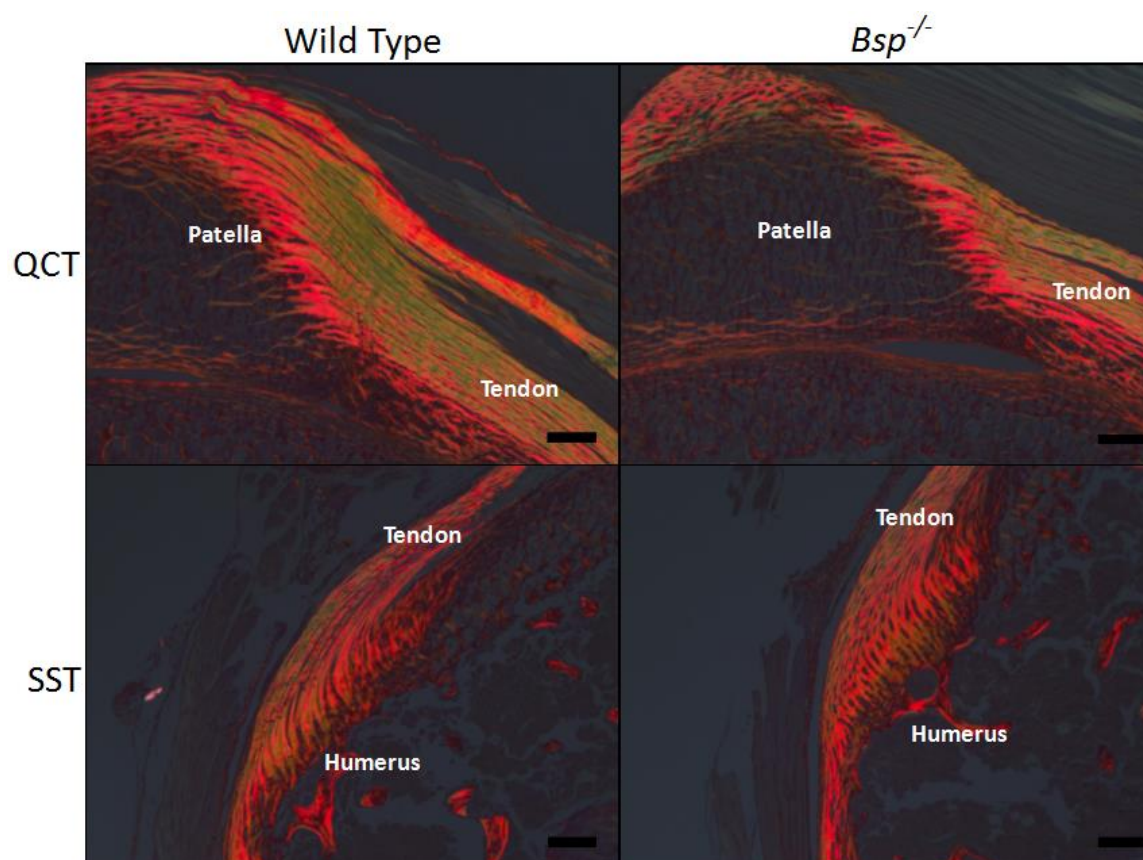 Wild Type
Bsp-/-
QCT
Patella
Tendon
Patella
Tendon
SST
Tendon
Humerus
Tendon
Humerus